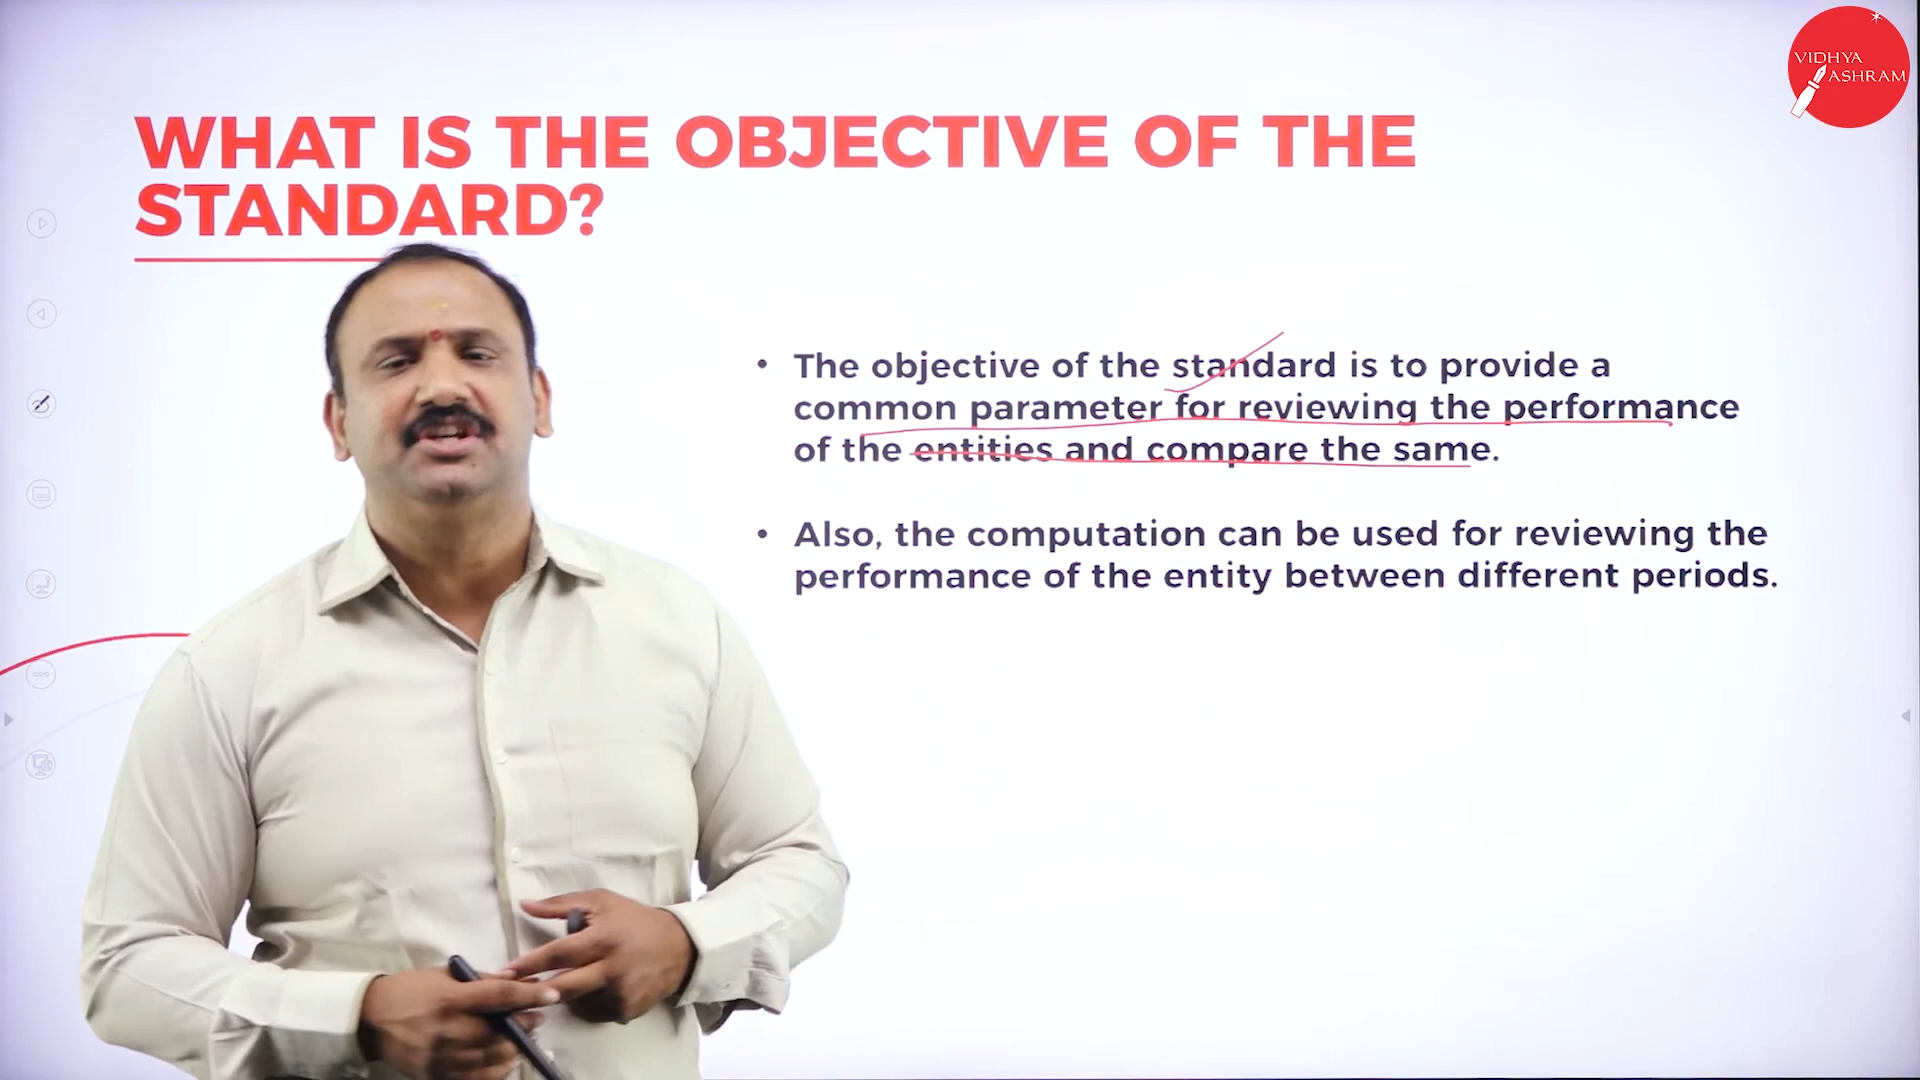 VIDHYA
ASHRAM
WHAT IS THE OBJECTIVE OF THE
STANDARD?
• The objective of the standard is to provide a
common parameter for reviewing the performance
of the entities and compare the same.
• Also, the computation can be used for reviewing the
performance of the entity between different periods.